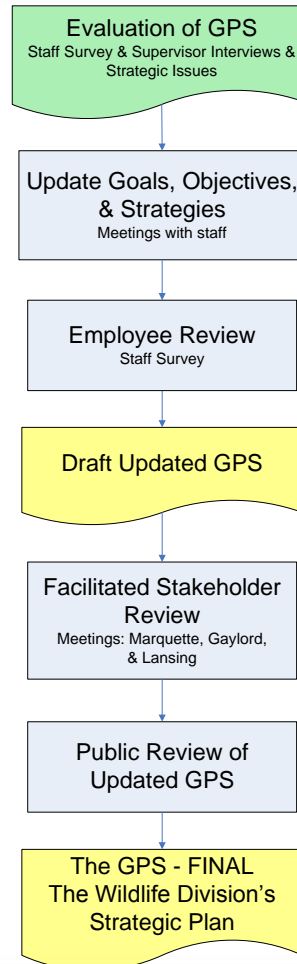 Evaluation of GPS
Staff Survey & Supervisor Interviews &
Strategic Issues
Update Goals, Objectives,
& Strategies
Meetings with staff
Employee Review
Staff Survey
Draft Updated GPS
Facilitated Stakeholder
Review
Meetings: Marquette, Gaylord,
& Lansing
Public Review of
Updated GPS
The GPS - FINAL
The Wildlife Division's
Strategic Plan